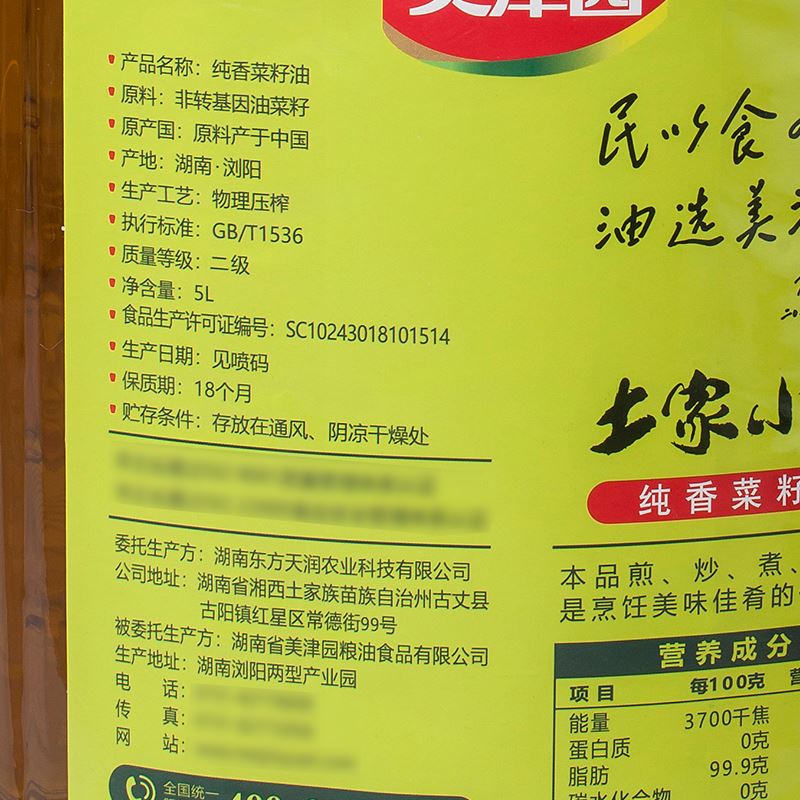 美津园
产品名称：纯香菜籽油
原料：非转基因油菜籽
原产国：原料产于中国
产地：湖南·浏阳
生产工艺：物理压榨
执行标准：GB/T1536
质量等级：二级
净含量：5L
食品生产许可证编号：SC10243018101514
生产日期：见喷码
保质期：18个月
贮存条件：存放在通风、阴凉干燥处
委托生产方：湖南东方天润农业科技有限公司
公司地址：湖南省湘西土家族苗族自治州古丈县
古阳镇红星区常德街99号
被委托生产方：湖南省美津园粮油食品有限公司
生产地址：湖南浏阳两型产业园
电 话：
传 真：
网 站：
全国统一
民以食
油选美
土家小
纯香菜籽
本品煎、炒、煮、
是烹饪美味佳肴的
营养成分
项目 每100克 营
能量 3700千焦
蛋白质 0克
脂肪 99.9克
碳水化合物 0克